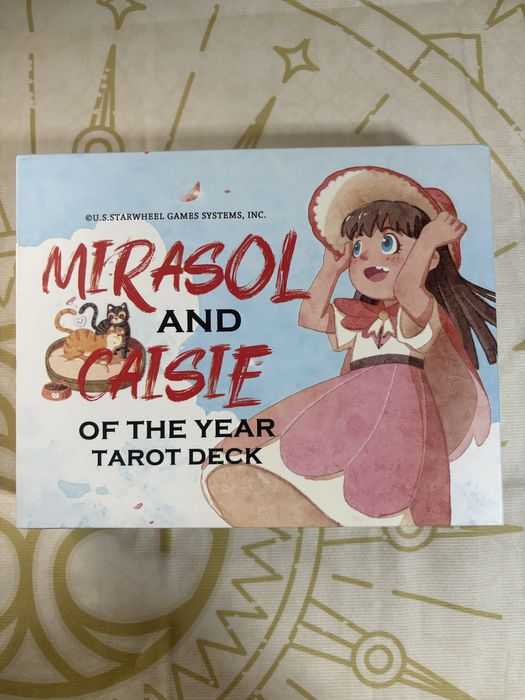 ©U.S.STARWHEEL GAMES SYSTEMS, INC.
MIRASOL
AND
CAISIE
OF THE YEAR
TAROT DECK